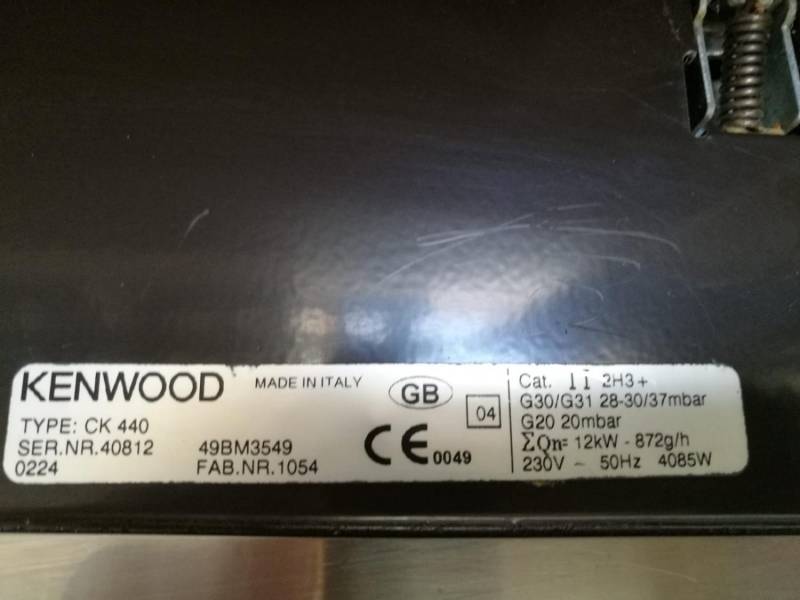 KENWOOD MADE IN ITALY GB
TYPE: CK 440 04
SER.NR.40812 49BM3549
0224 FAB.NR.1054 CE 0049
Cat. II 2H3+
G30/G31 28-30/37mbar
G20 20mbar
ΣQn= 12kW - 872g/h
230V ~ 50Hz 4085W